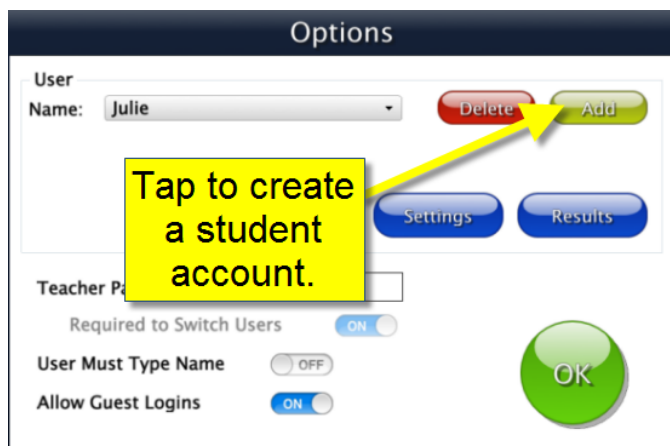 Options
User
Name: Julie
Delete
Add
Tap to create
a student
account.
Settings
Results
Teacher
Required to Switch Users
ON
User Must Type Name
OFF
Allow Guest Logins
ON
OK